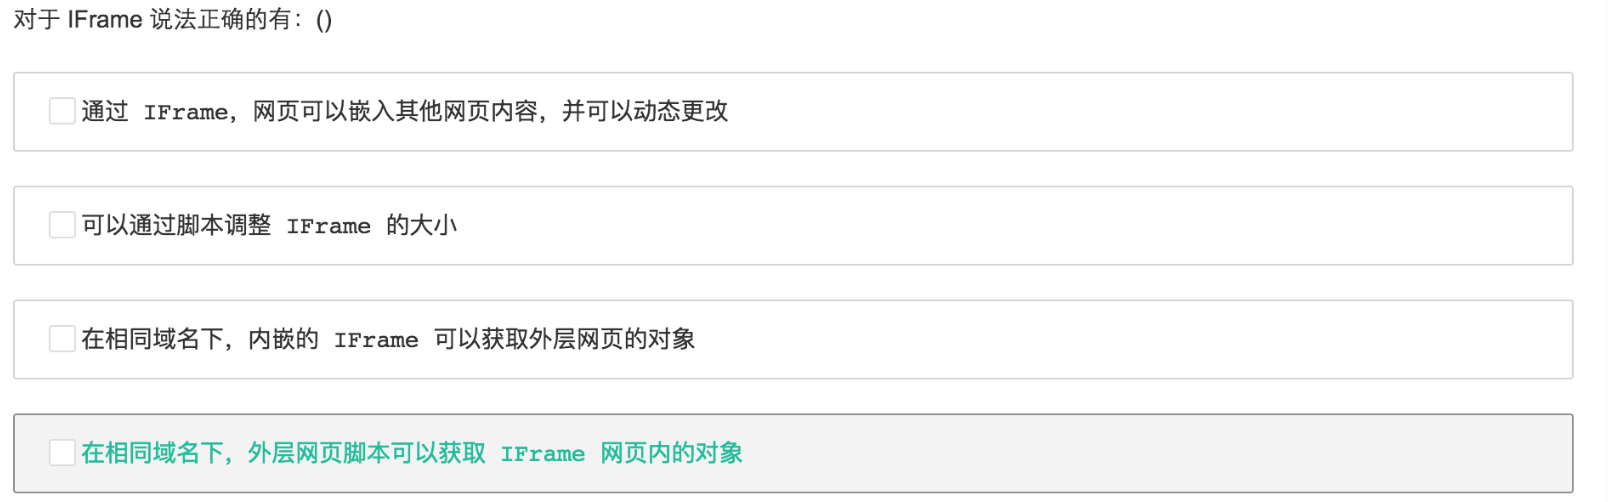 对于 IFrame 说法正确的有：()
通过 IFrame，网页可以嵌入其他网页内容，并可以动态更改
可以通过脚本调整 IFrame 的大小
在相同域名下，内嵌的 IFrame 可以获取外层网页的对象
在相同域名下，外层网页脚本可以获取 IFrame 网页内的对象